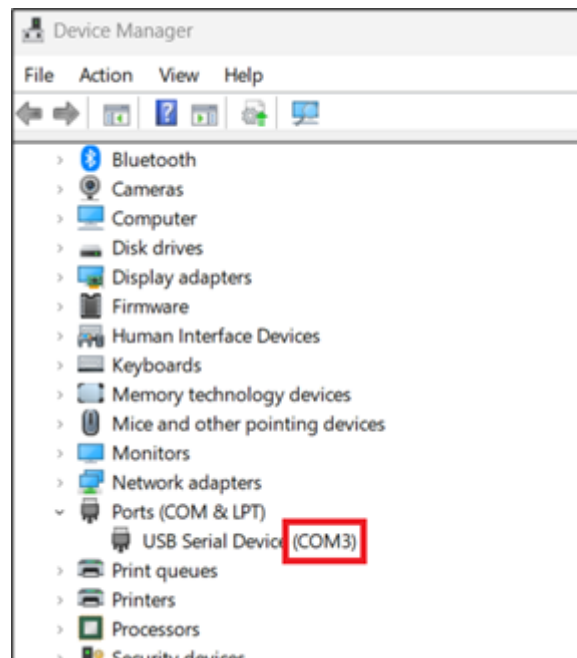 Device Manager
File Action View Help
Bluetooth
Cameras
Computer
Disk drives
Display adapters
Firmware
Human Interface Devices
Keyboards
Memory technology devices
Mice and other pointing devices
Monitors
Network adapters
Ports (COM & LPT)
USB Serial Device (COM3)
Print queues
Printers
Processors
Security devices